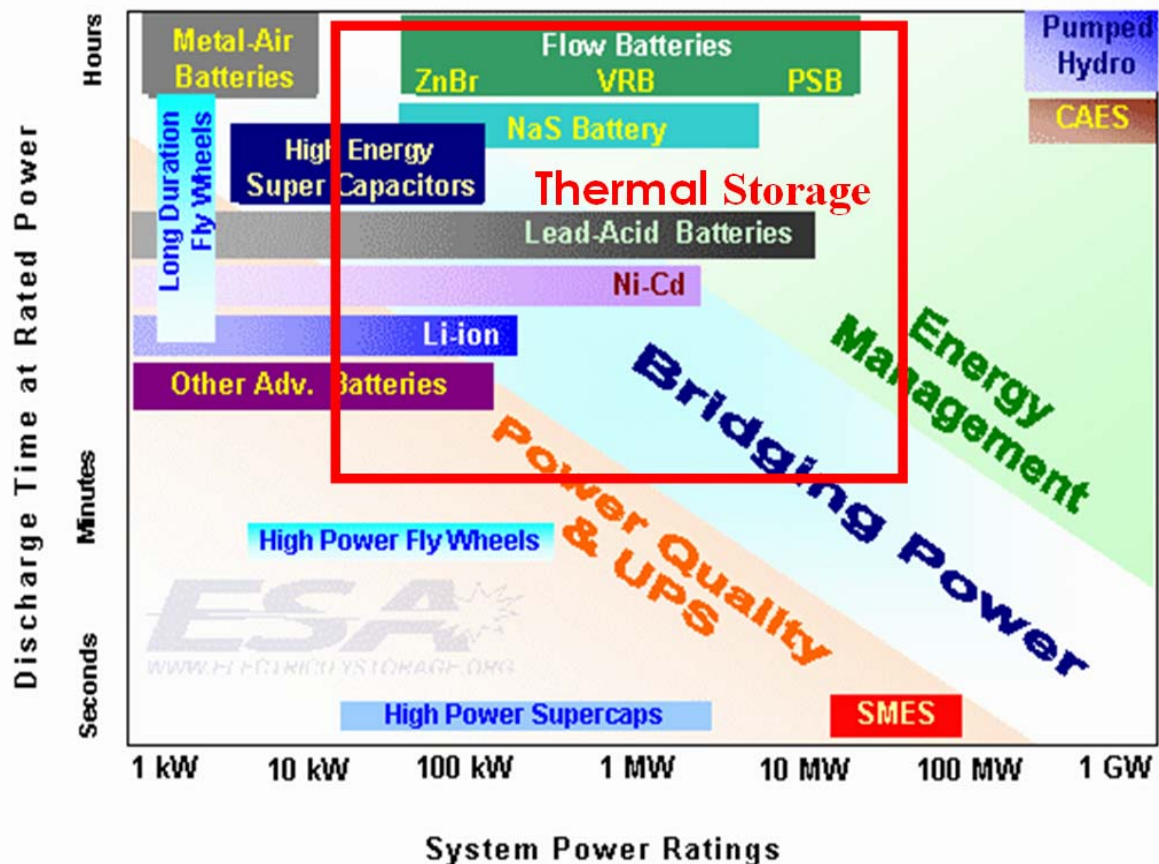 Discharge Time at Rated Power
Hours
Minutes
Seconds
Metal-Air
Batteries
Flow Batteries
ZnBr VRB PSB
Pumped
Hydro
CAES
NaS Battery
Long Duration
Fly Wheels
High Energy
Super Capacitors
Thermal Storage
Lead-Acid Batteries
Ni-Cd
Li-ion
Other Adv. Batteries
Energy
Management
Bridging Power
Power Quality
& UPS
High Power Fly Wheels
ESA
WWW.ELECTRICITYSTORAGE.ORG
High Power Supercaps
SMES
1 kW 10 kW 100 kW 1 MW 10 MW 100 MW 1 GW
System Power Ratings